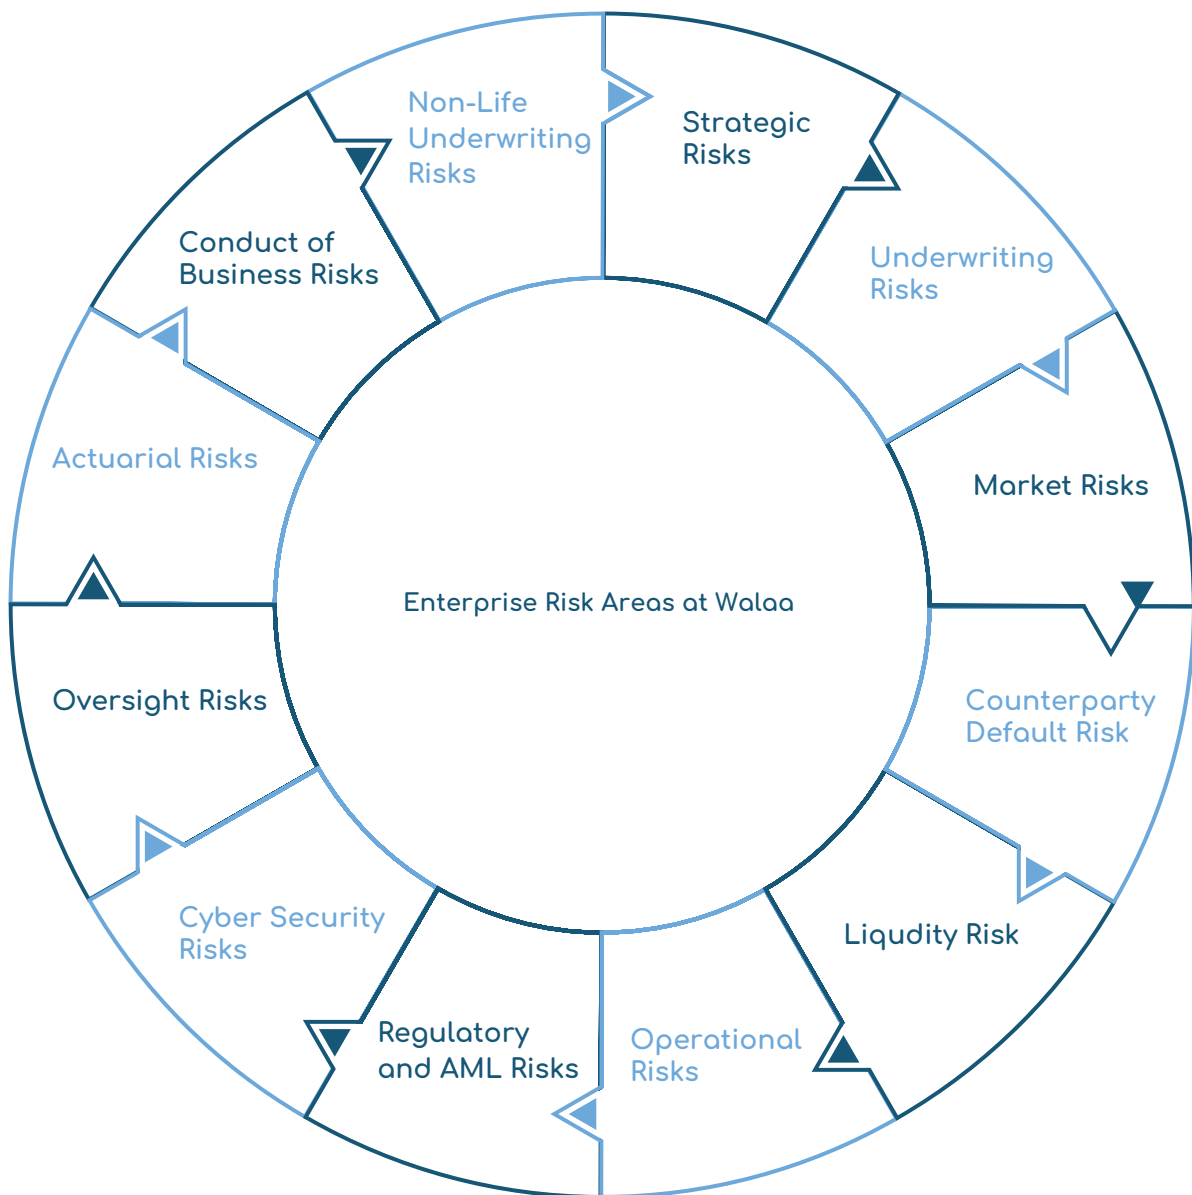 Non-Life
Underwriting
Risks
Strategic
Risks
Underwriting
Risks
Market Risks
Counterparty
Default Risk
Liqudity Risk
Operational
Risks
Regulatory
and AML Risks
Cyber Security
Risks
Oversight Risks
Actuarial Risks
Conduct of
Business Risks
Enterprise Risk Areas at Walaa